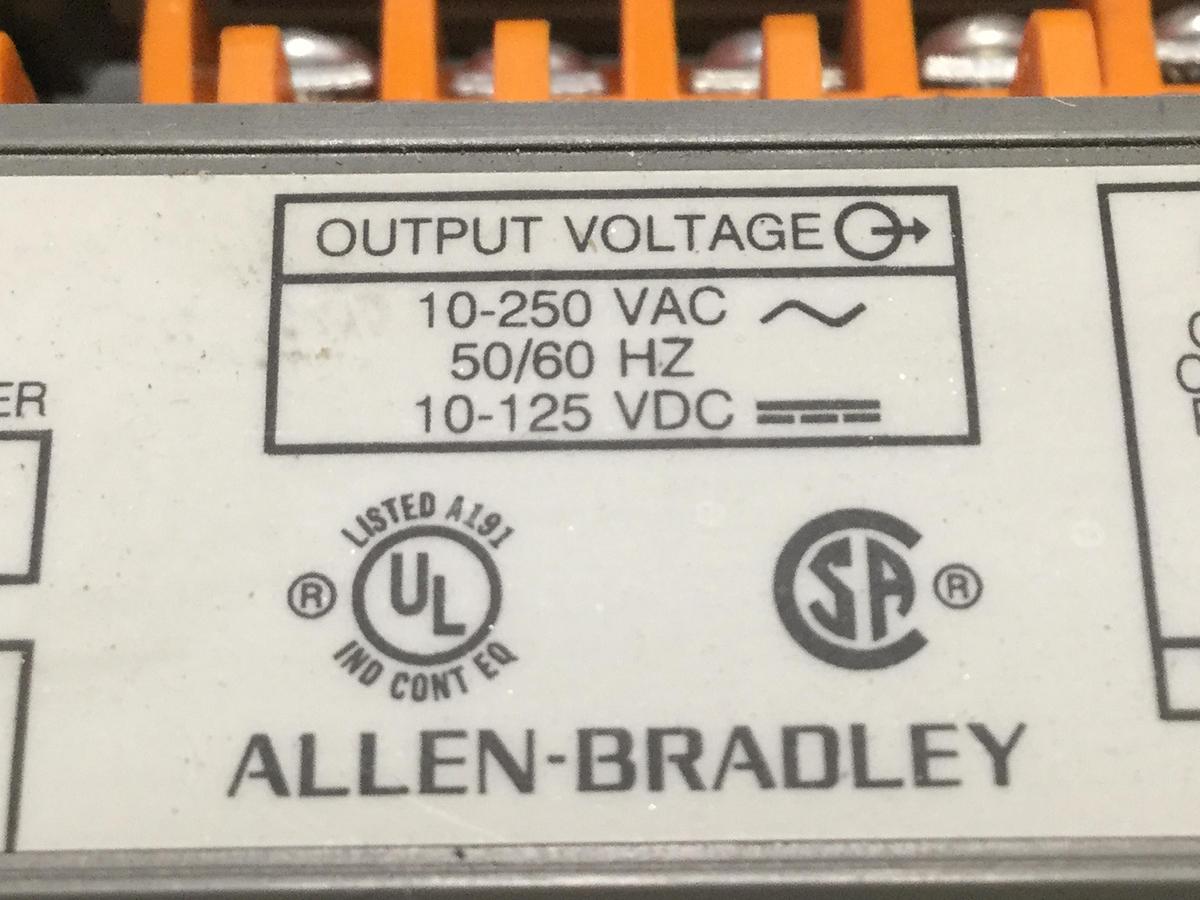 OUTPUT VOLTAGE
10-250 VAC
50/60 HZ
10-125 VDC
ER
LISTED A191
® UL
IND CONT EQ
CSA ®
ALLEN-BRADLEY